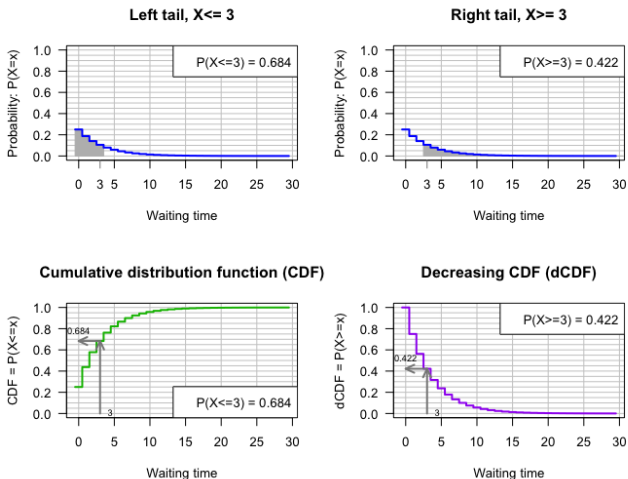 Left tail, X<= 3
Probability: P(X=x)
1.0
0.8
0.6
0.4
0.2
0.0
P(X<=3) = 0.684
0 3 5 10 15 20 25 30
Waiting time
Right tail, X>= 3
Probability: P(X=x)
1.0
0.8
0.6
0.4
0.2
0.0
P(X>=3) = 0.422
0 3 5 10 15 20 25 30
Waiting time
Cumulative distribution function (CDF)
CDF = P(X<=x)
1.0
0.8
0.6
0.4
0.2
0.0
0.684
3
P(X<=3) = 0.684
0 5 10 15 20 25 30
Waiting time
Decreasing CDF (dCDF)
dCDF = P(X>=x)
1.0
0.8
0.6
0.4
0.2
0.0
P(X>=3) = 0.422
0.422
3
0 5 10 15 20 25 30
Waiting time